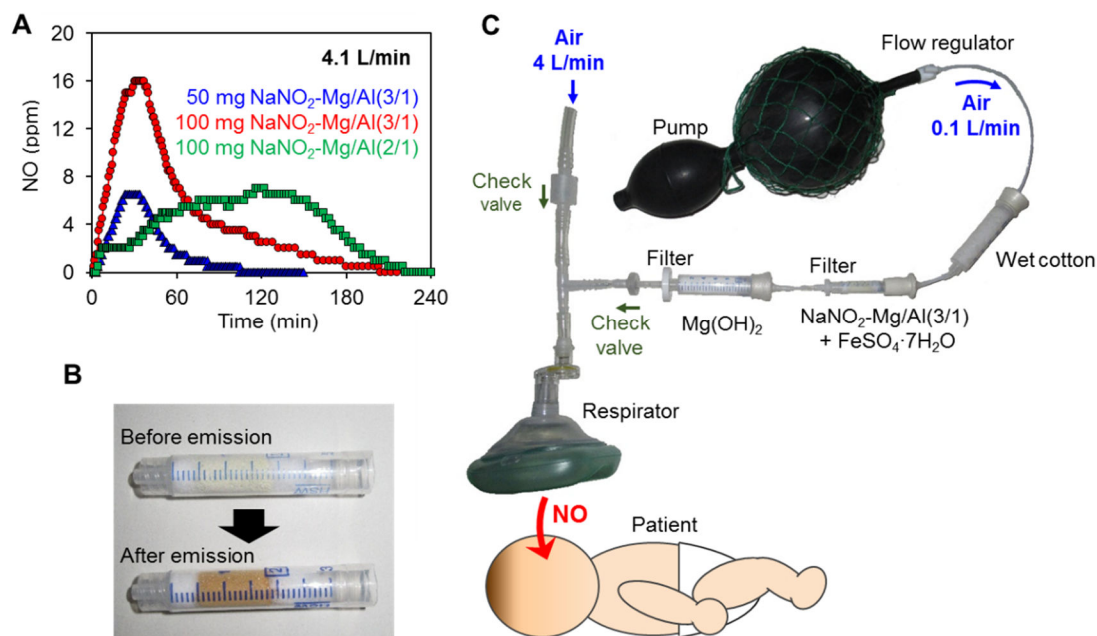 A
20
16
12
8
4
0
NO (ppm)
4.1 L/min
50 mg NaNO₂-Mg/Al(3/1)
100 mg NaNO₂-Mg/Al(3/1)
100 mg NaNO₂-Mg/Al(2/1)
0 60 120 180 240
Time (min)
B
Before emission
After emission
1
2
3
C
Air
4 L/min
Flow regulator
Air
0.1 L/min
Pump
Check
valve
Wet cotton
Filter
Filter
Check
valve
Mg(OH)₂
NaNO₂-Mg/Al(3/1)
+ FeSO₄·7H₂O
Respirator
NO
Patient